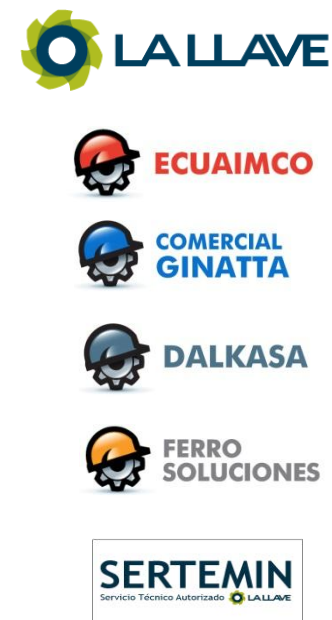 LA LLAVE
ECUAIMCO
COMERCIAL
GINATTA
DALKASA
FERRO
SOLUCIONES
SERTEMIN
Servicio Técnico Autorizado LA LLAVE